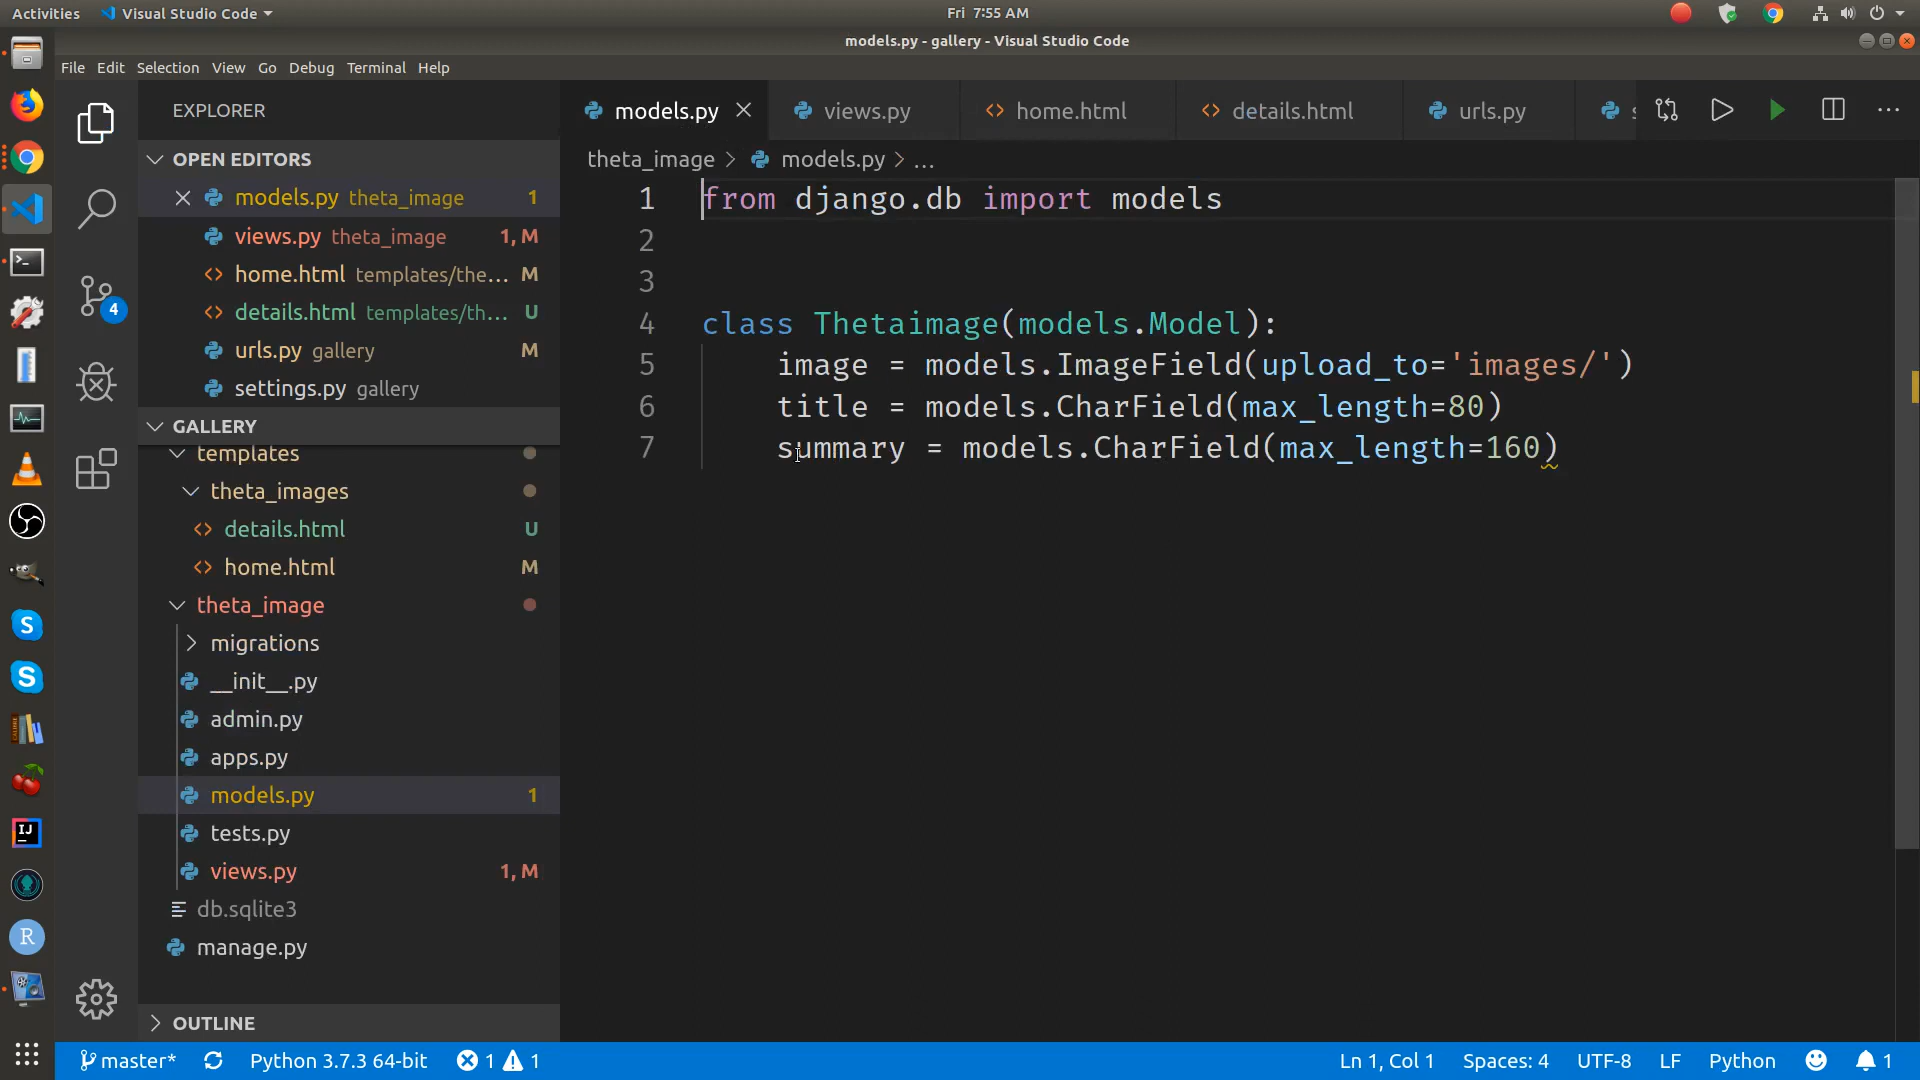 Activities Visual Studio Code Fri 7:55 AM
models.py - gallery - Visual Studio Code
File Edit Selection View Go Debug Terminal Help
EXPLORER
OPEN EDITORS
models.py theta_image 1
views.py theta_image 1, M
home.html templates/the... M
details.html templates/th... U
urls.py gallery M
settings.py gallery
GALLERY
templates
theta_images
details.html U
home.html M
theta_image
migrations
__init__.py
admin.py
apps.py
models.py 1
tests.py
views.py 1, M
db.sqlite3
manage.py
OUTLINE
4
models.py views.py home.html details.html urls.py s
theta_image > models.py > ...
1 from django.db import models
2
3
4 class Thetaimage(models.Model):
5 image = models.ImageField(upload_to='images/')
6 title = models.CharField(max_length=80)
7 summary = models.CharField(max_length=160)
S
S
IJ
R
master* Python 3.7.3 64-bit 1 1 Ln 1, Col 1 Spaces: 4 UTF-8 LF Python 1